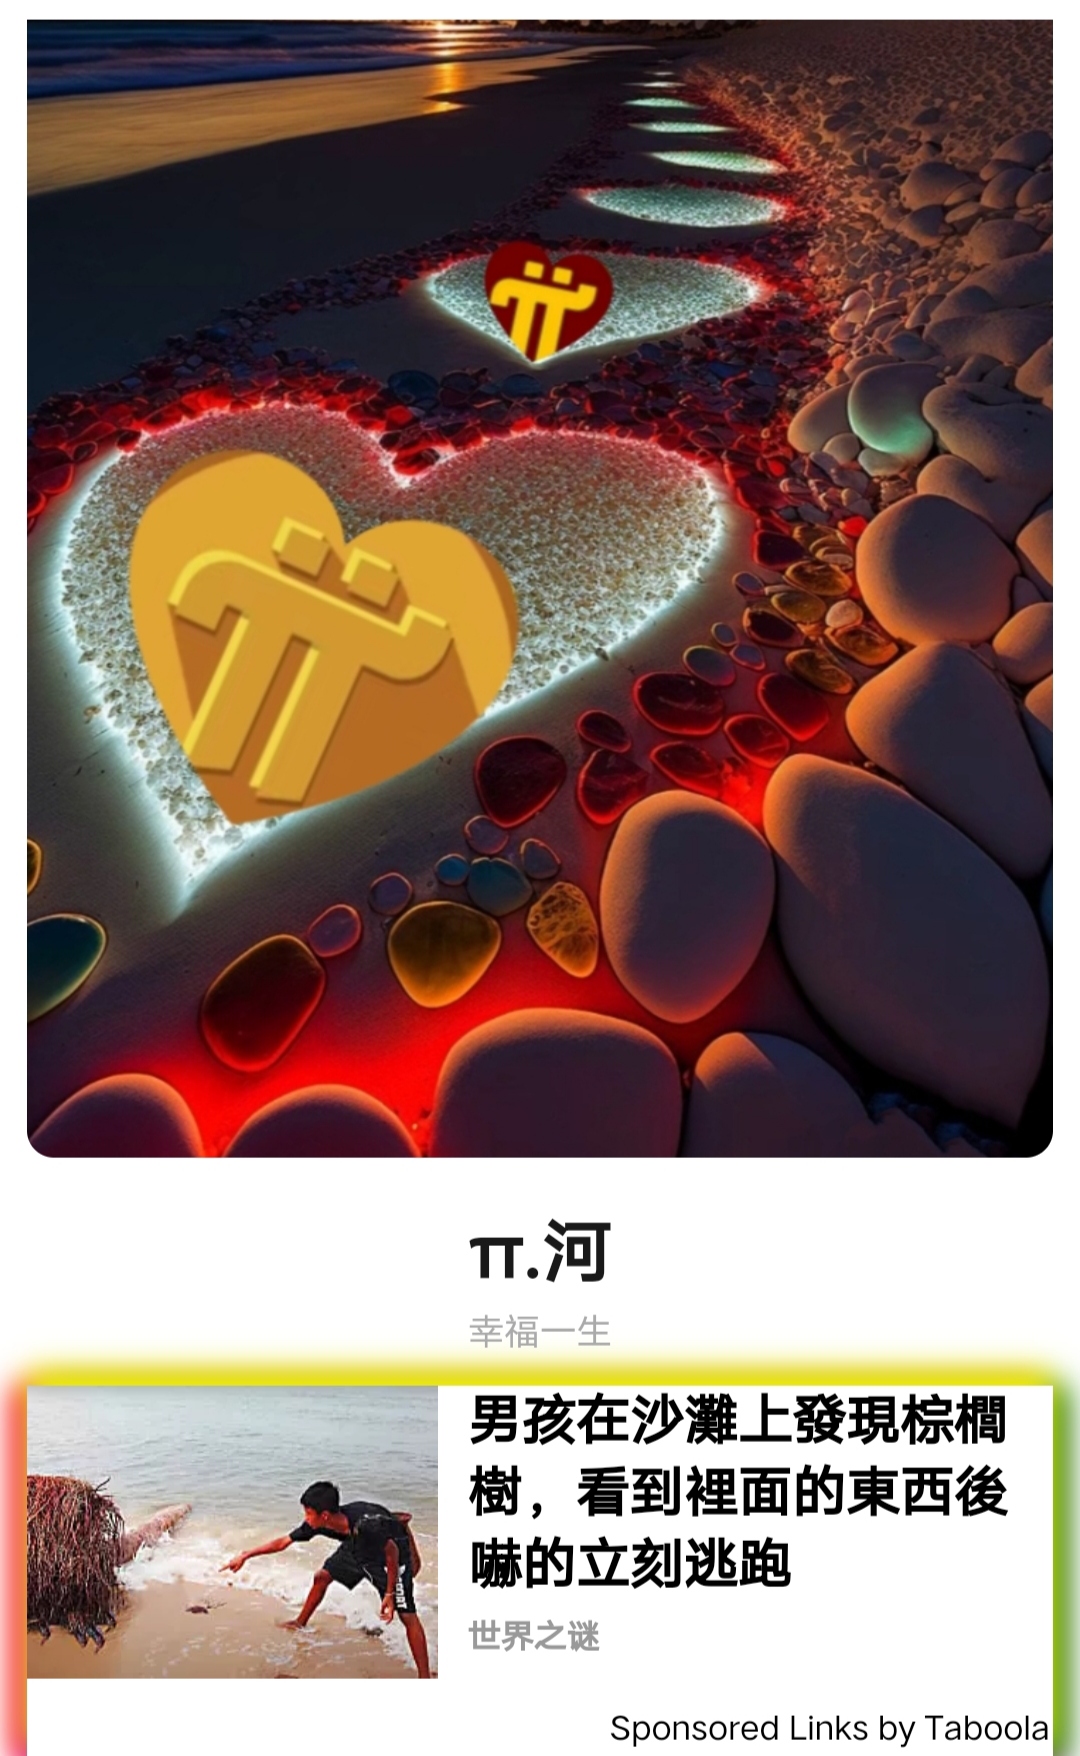 π.河
幸福一生
男孩在沙灘上發現棕櫚
樹，看到裡面的東西後
嚇的立刻逃跑
世界之谜
Sponsored Links by Taboola